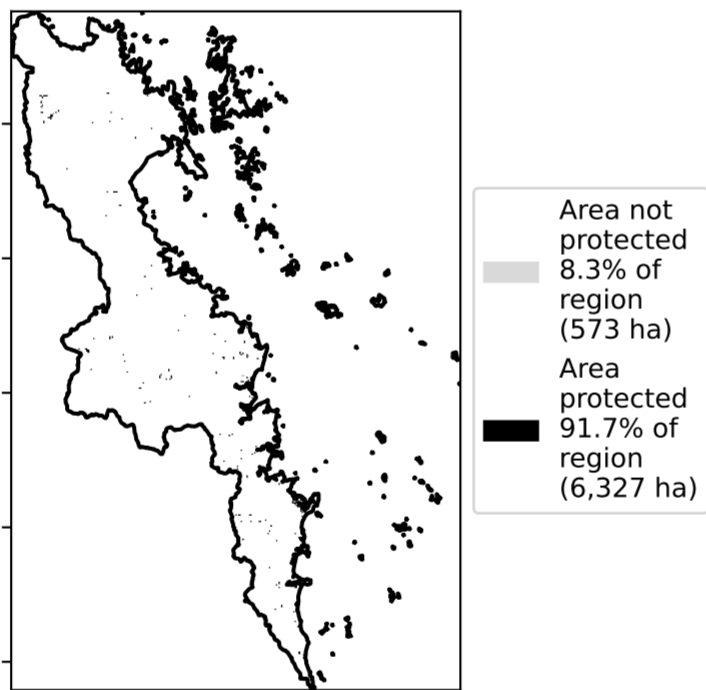 Area not
protected
8.3% of
region
(573 ha)
Area
protected
91.7% of
region
(6,327 ha)